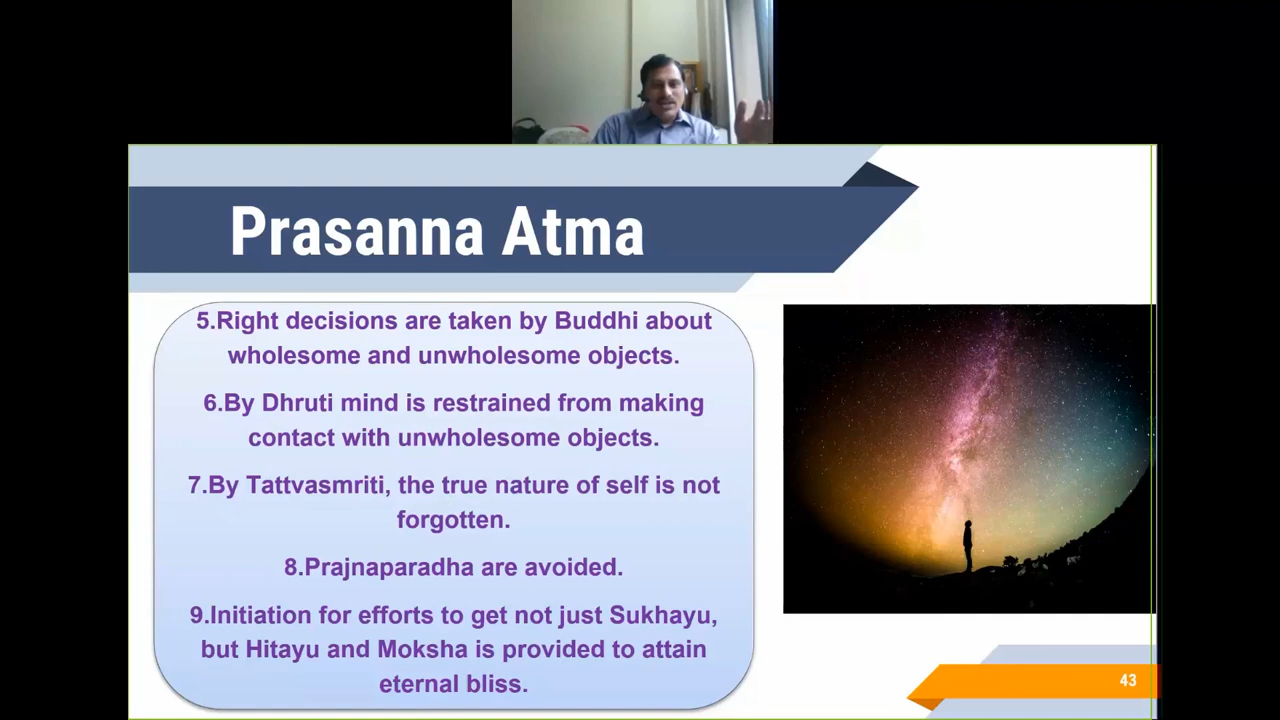 Prasanna Atma
5.Right decisions are taken by Buddhi about
wholesome and unwholesome objects.
6.By Dhruti mind is restrained from making
contact with unwholesome objects.
7.By Tattvasmriti, the true nature of self is not
forgotten.
8.Prajnaparadha are avoided.
9.Initiation for efforts to get not just Sukhayu,
but Hitayu and Moksha is provided to attain
eternal bliss.
43